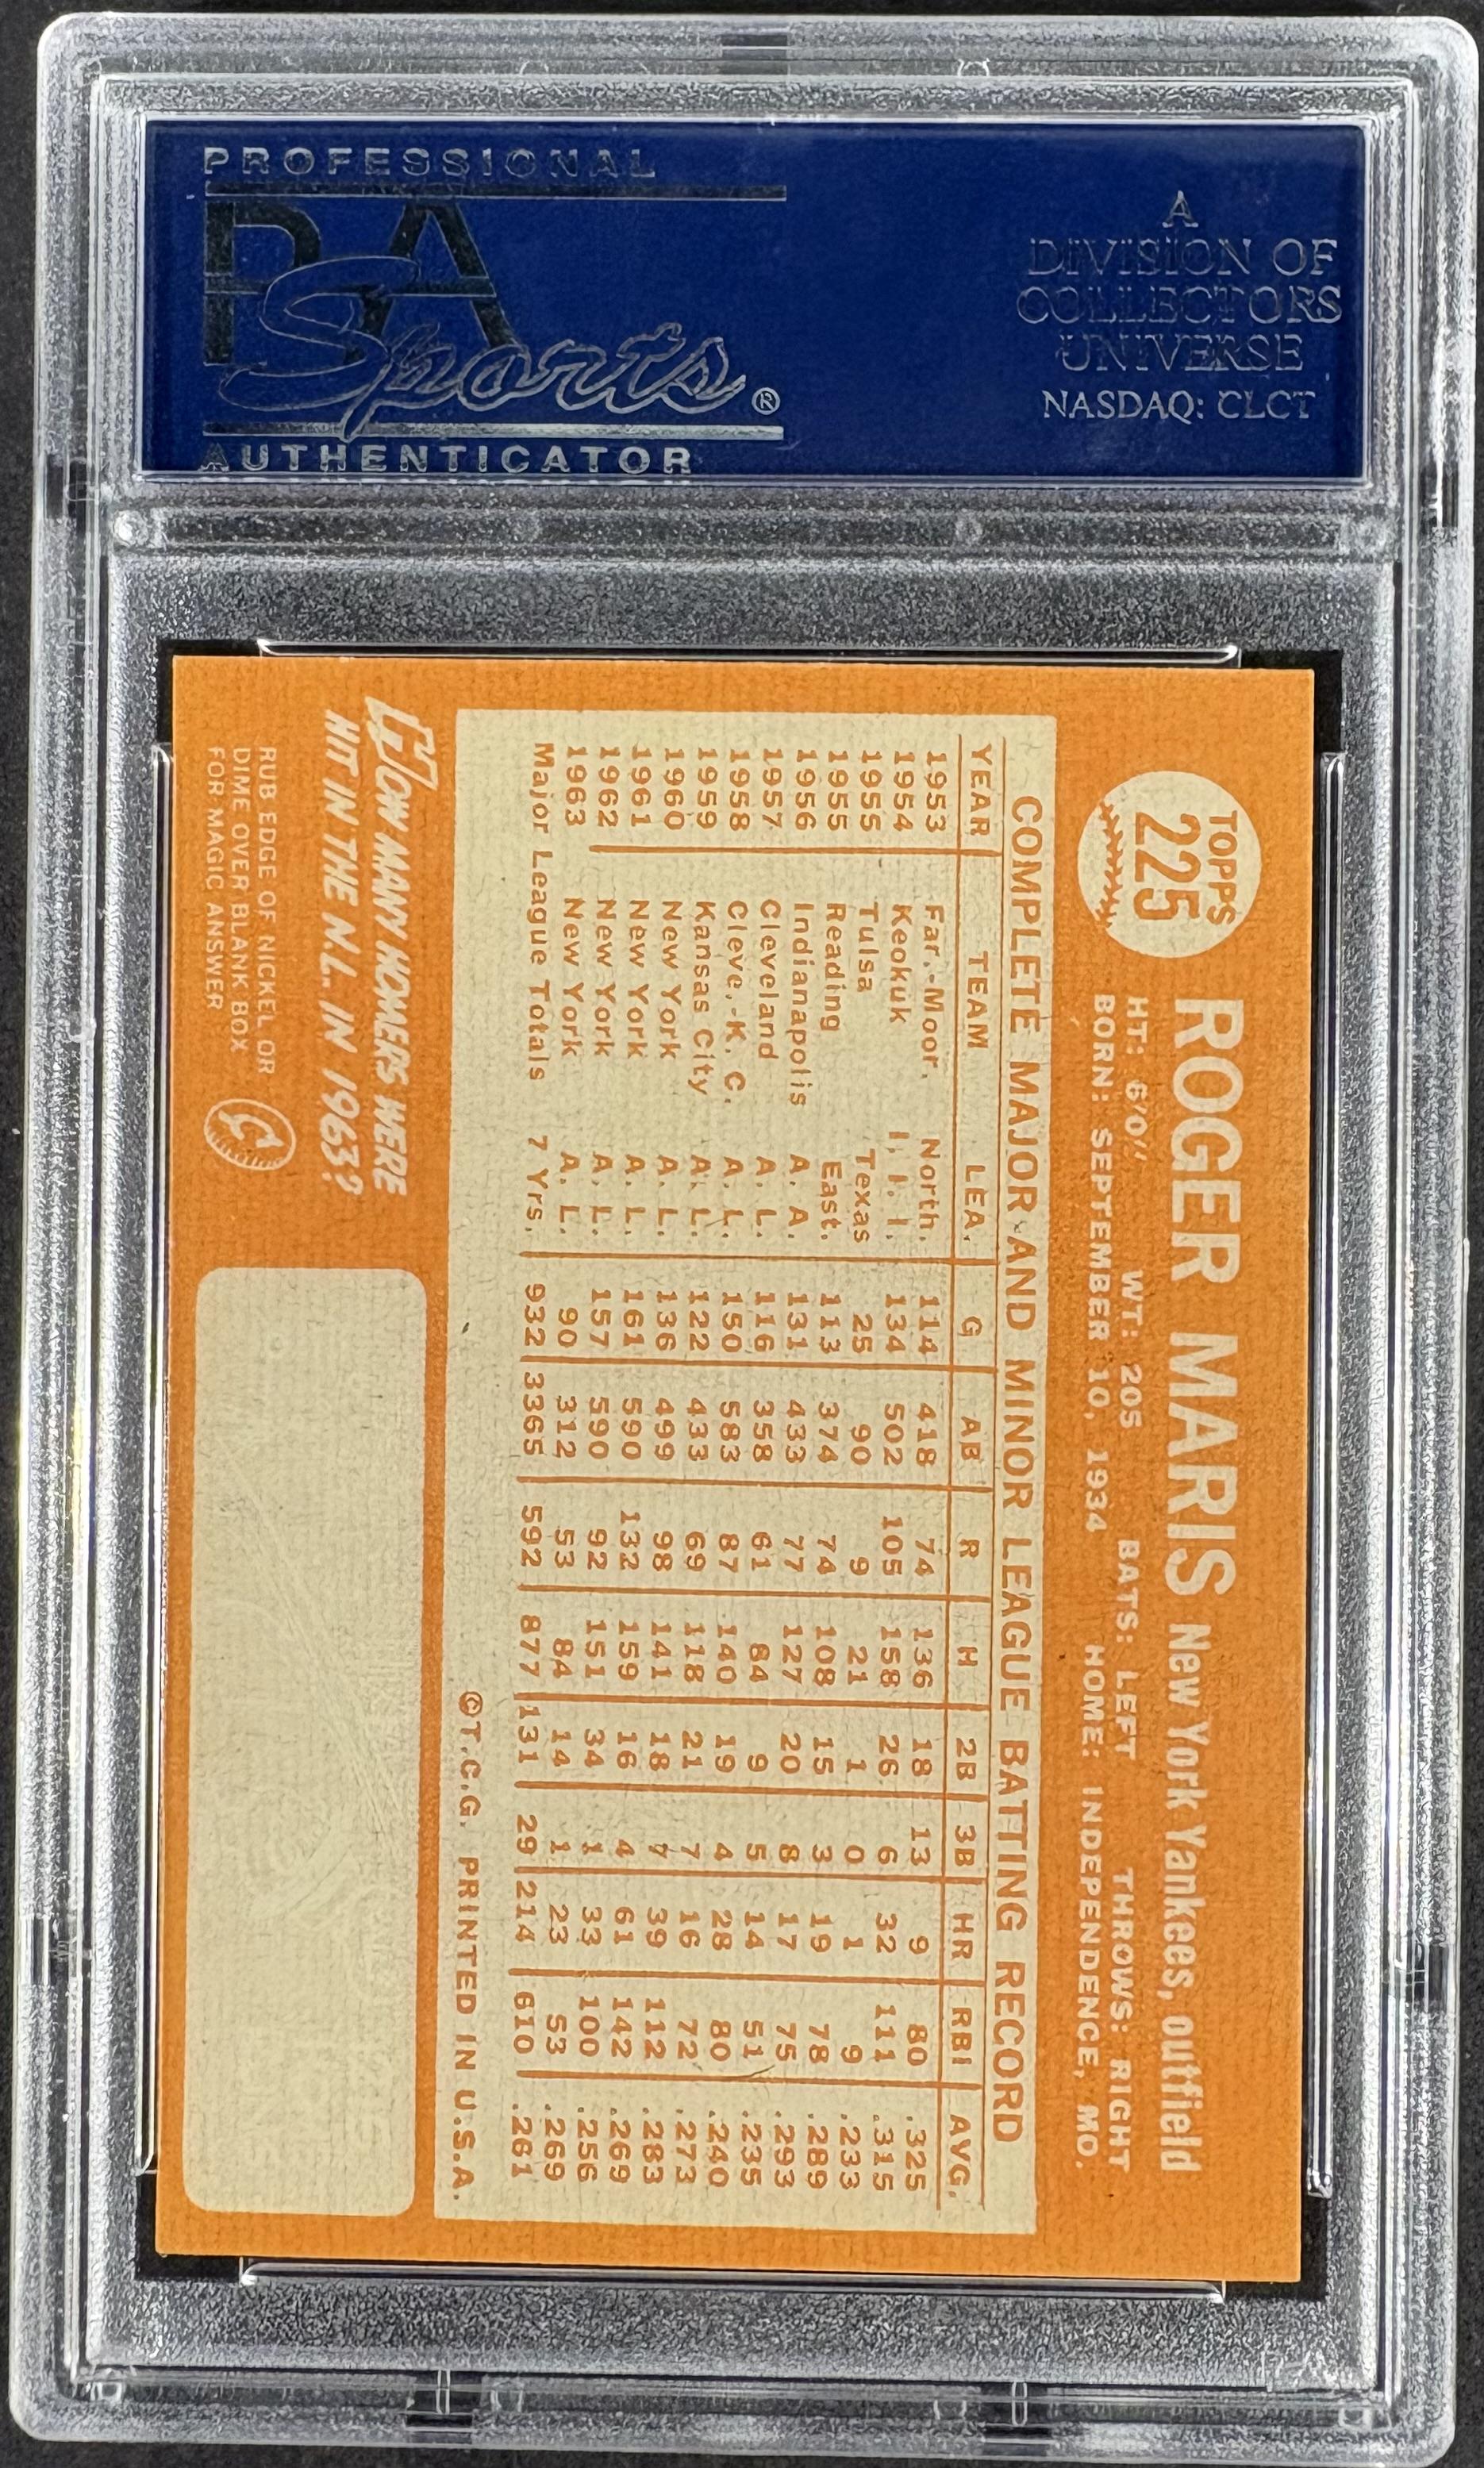 PROFESSIONAL
PSA
Sports®
AUTHENTICATOR
A
DIVISION OF
COLLECTORS
UNIVERSE
NASDAQ: CLCT
TOPPS
225
ROGER MARIS New York Yankees, outfield
HT: 6'0" WT: 205 BATS: LEFT THROWS: RIGHT
BORN: SEPTEMBER 10, 1934 HOME: INDEPENDENCE, MO.
COMPLETE MAJOR AND MINOR LEAGUE BATTING RECORD
YEAR TEAM LEA. G AB R H 2B 3B HR RBI AVG.
1953 Far.-Moor. North. 114 418 74 136 18 13 9 80 .325
1954 Keokuk I. I. I. 134 502 105 158 26 6 32 111 .315
1955 Tulsa Texas 25 90 9 21 1 0 1 9 .233
1955 Reading East. 113 374 74 108 15 3 19 78 .289
1956 Indianapolis A. A. 131 433 77 127 20 8 17 75 .293
1957 Cleveland A. L. 116 358 61 84 9 5 14 51 .235
1958 Cleve.-K. C. A. L. 150 583 87 140 19 4 28 80 .240
1959 Kansas City A. L. 122 433 69 118 21 7 16 72 .273
1960 New York A. L. 136 499 98 141 18 7 39 112 .283
1961 New York A. L. 161 590 132 159 16 4 61 142 .269
1962 New York A. L. 157 590 92 151 34 1 33 100 .256
1963 New York A. L. 90 312 53 84 14 1 23 53 .269
Major League Totals 7 Yrs. 932 3365 592 877 131 29 214 610 .261
©T.C.G. PRINTED IN U.S.A.
HOW MANY HOMERS WERE
HIT IN THE N.L. IN 1963?
RUB EDGE OF NICKEL OR
DIME OVER BLANK BOX
FOR MAGIC ANSWER